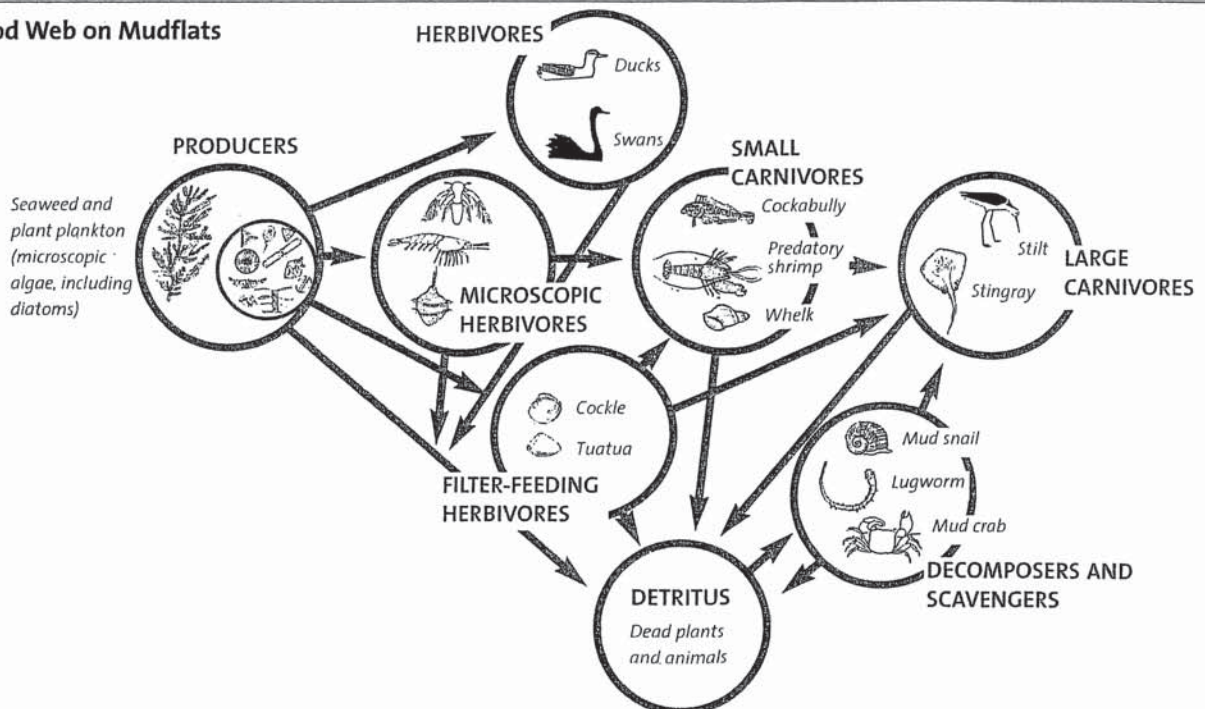 od Web on Mudflats
HERBIVORES
Ducks
Swans
PRODUCERS
Seaweed and
plant plankton
(microscopic
algae, including
diatoms)
MICROSCOPIC
HERBIVORES
SMALL
CARNIVORES
Cockabully
Predatory
shrimp
Whelk
Stilt
Stingray
LARGE
CARNIVORES
Cockle
Tuatua
FILTER-FEEDING
HERBIVORES
Mud snail
Lugworm
Mud crab
DECOMPOSERS AND
SCAVENGERS
DETRITUS
Dead plants
and animals